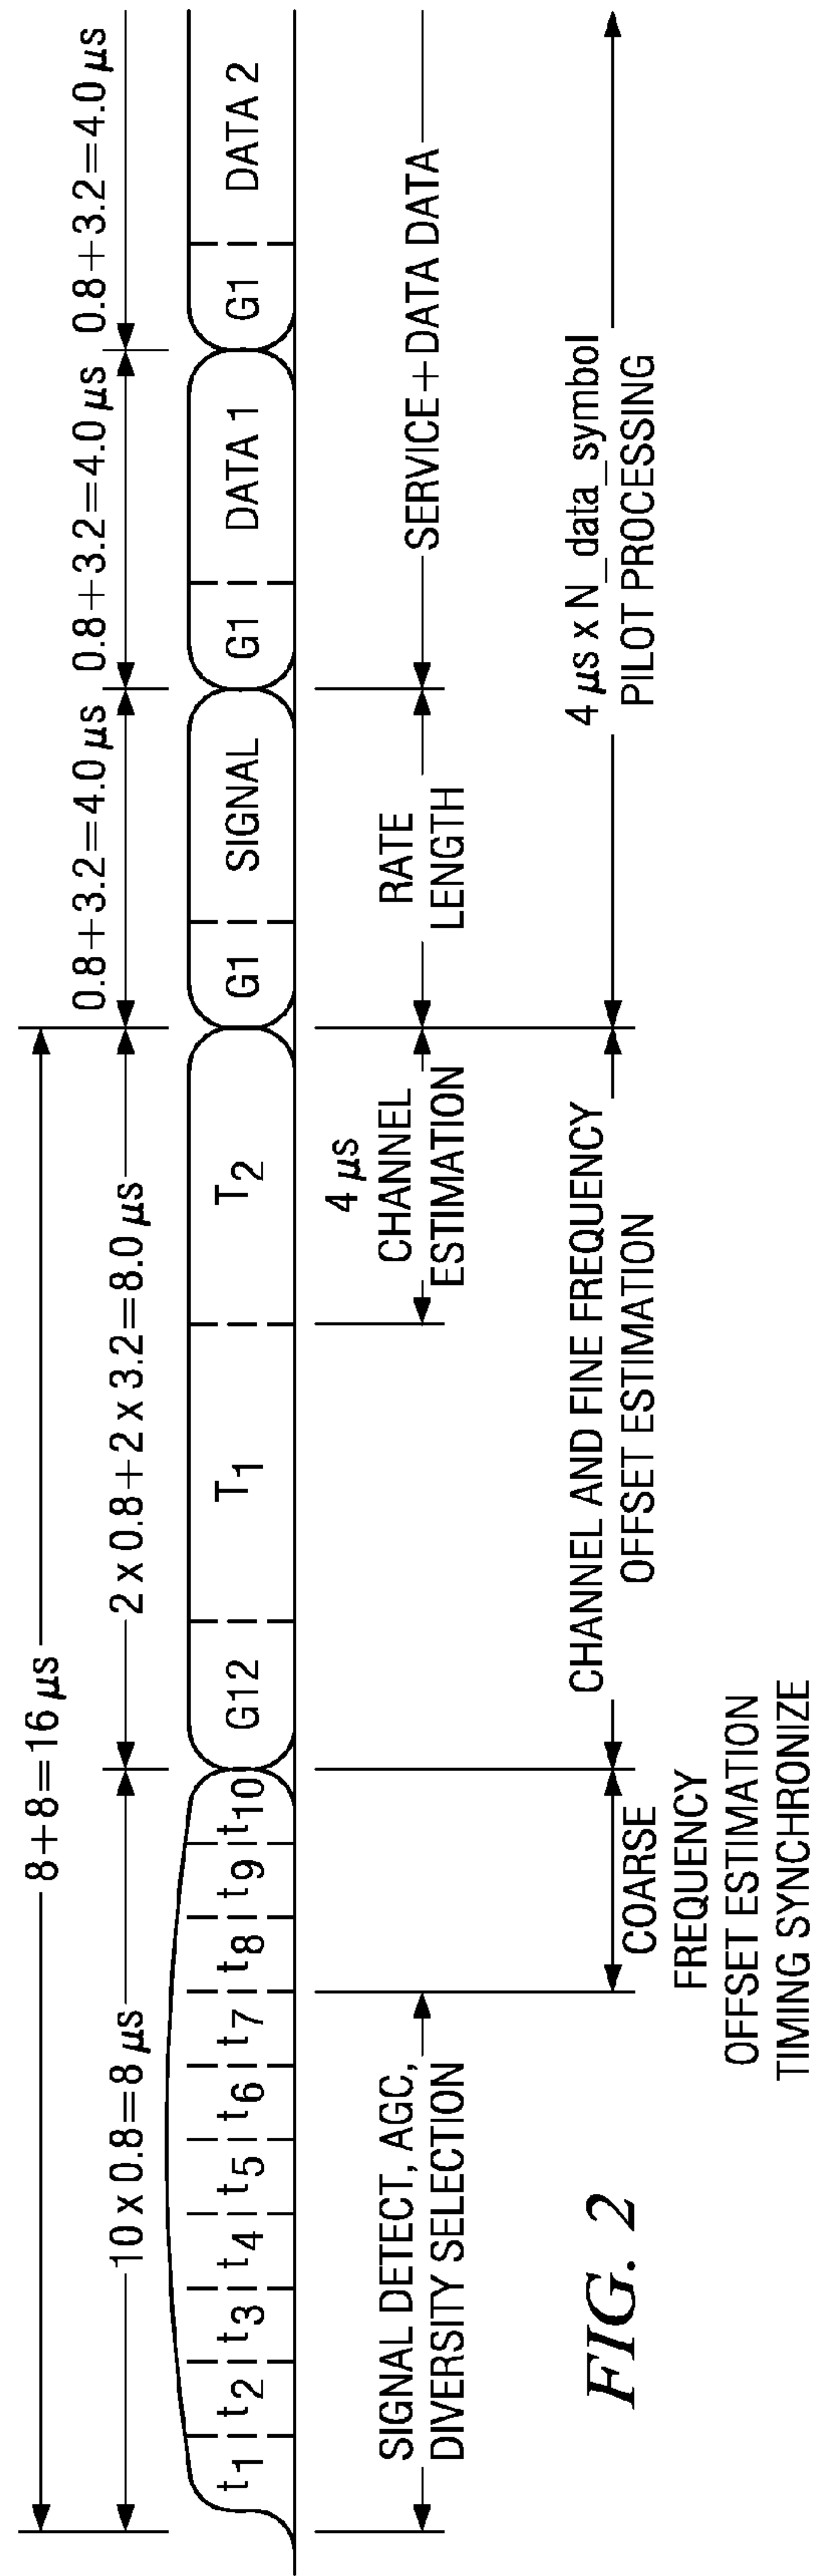 8+8=16 µs
10 x 0.8=8 µs
2 x 0.8+2 x 3.2=8.0 µs
0.8+3.2=4.0 µs
0.8+3.2=4.0 µs
0.8+3.2=4.0 µs
t1 t2 t3 t4 t5 t6 t7 t8 t9 t10 G12 T1 T2 G1 SIGNAL G1 DATA 1 G1 DATA 2
SIGNAL DETECT, AGC,
DIVERSITY SELECTION
4 µs
CHANNEL
ESTIMATION
RATE
LENGTH
SERVICE+DATA DATA
COARSE
FREQUENCY
OFFSET ESTIMATION
TIMING SYNCHRONIZE
CHANNEL AND FINE FREQUENCY
OFFSET ESTIMATION
4 µs x N_data_symbol
PILOT PROCESSING
FIG. 2